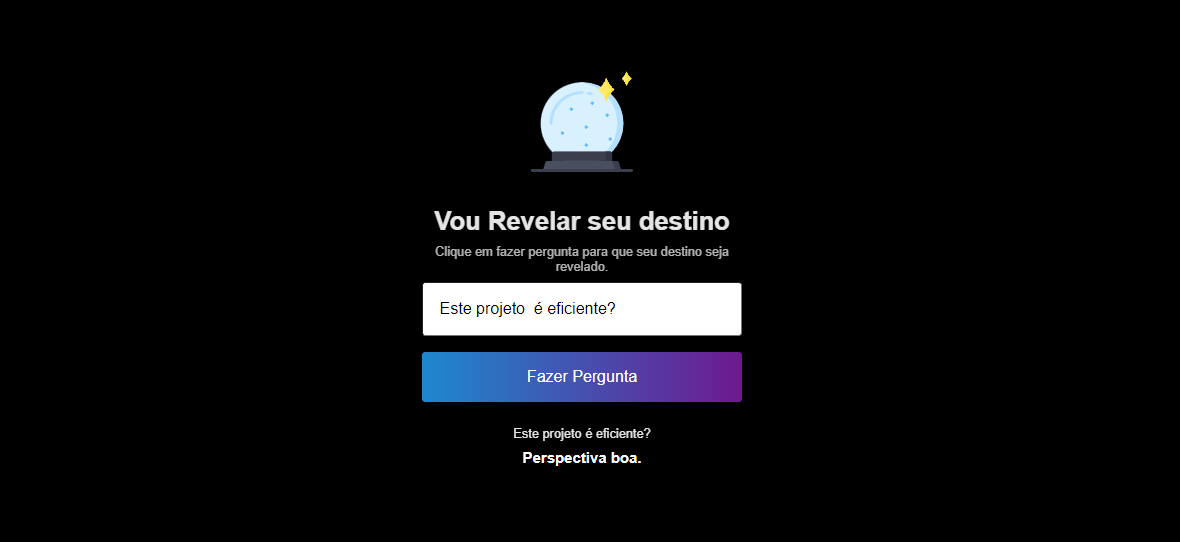 Vou Revelar seu destino
Clique em fazer pergunta para que seu destino seja
revelado.
Este projeto  é eficiente?
Fazer Pergunta
Este projeto é eficiente?
Perspectiva boa.